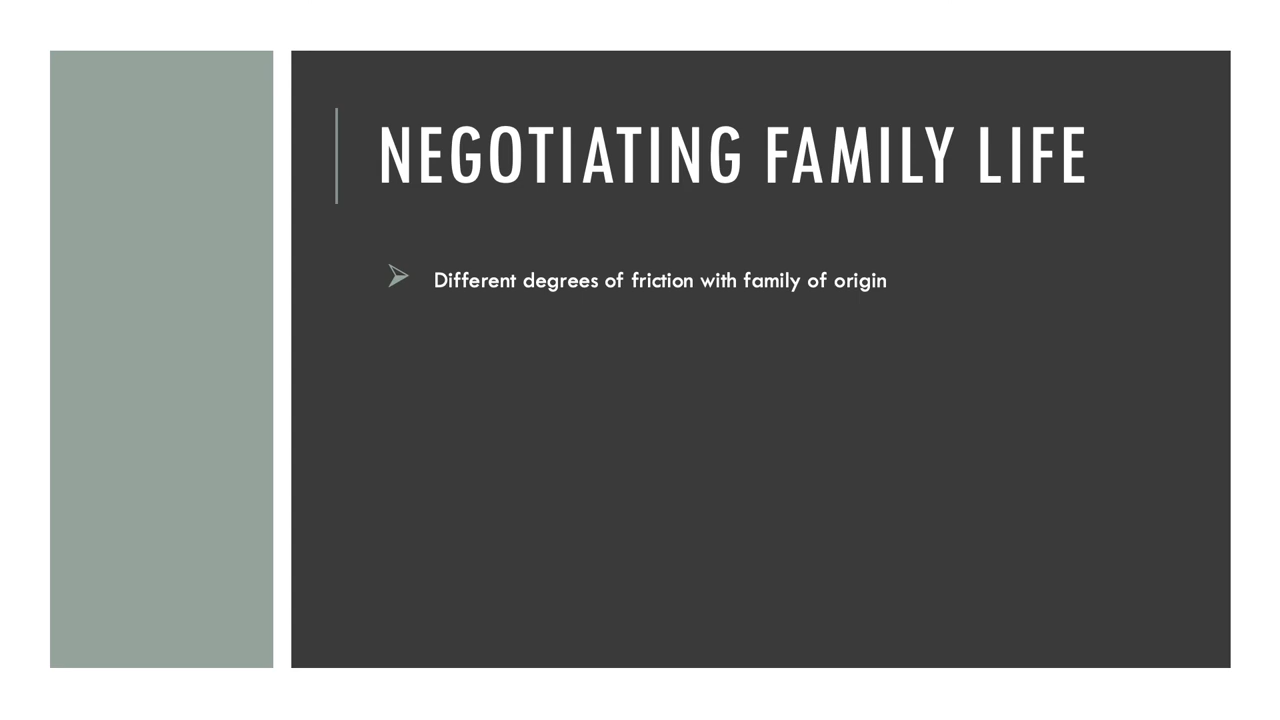 NEGOTIATING FAMILY LIFE
Different degrees of friction with family of origin